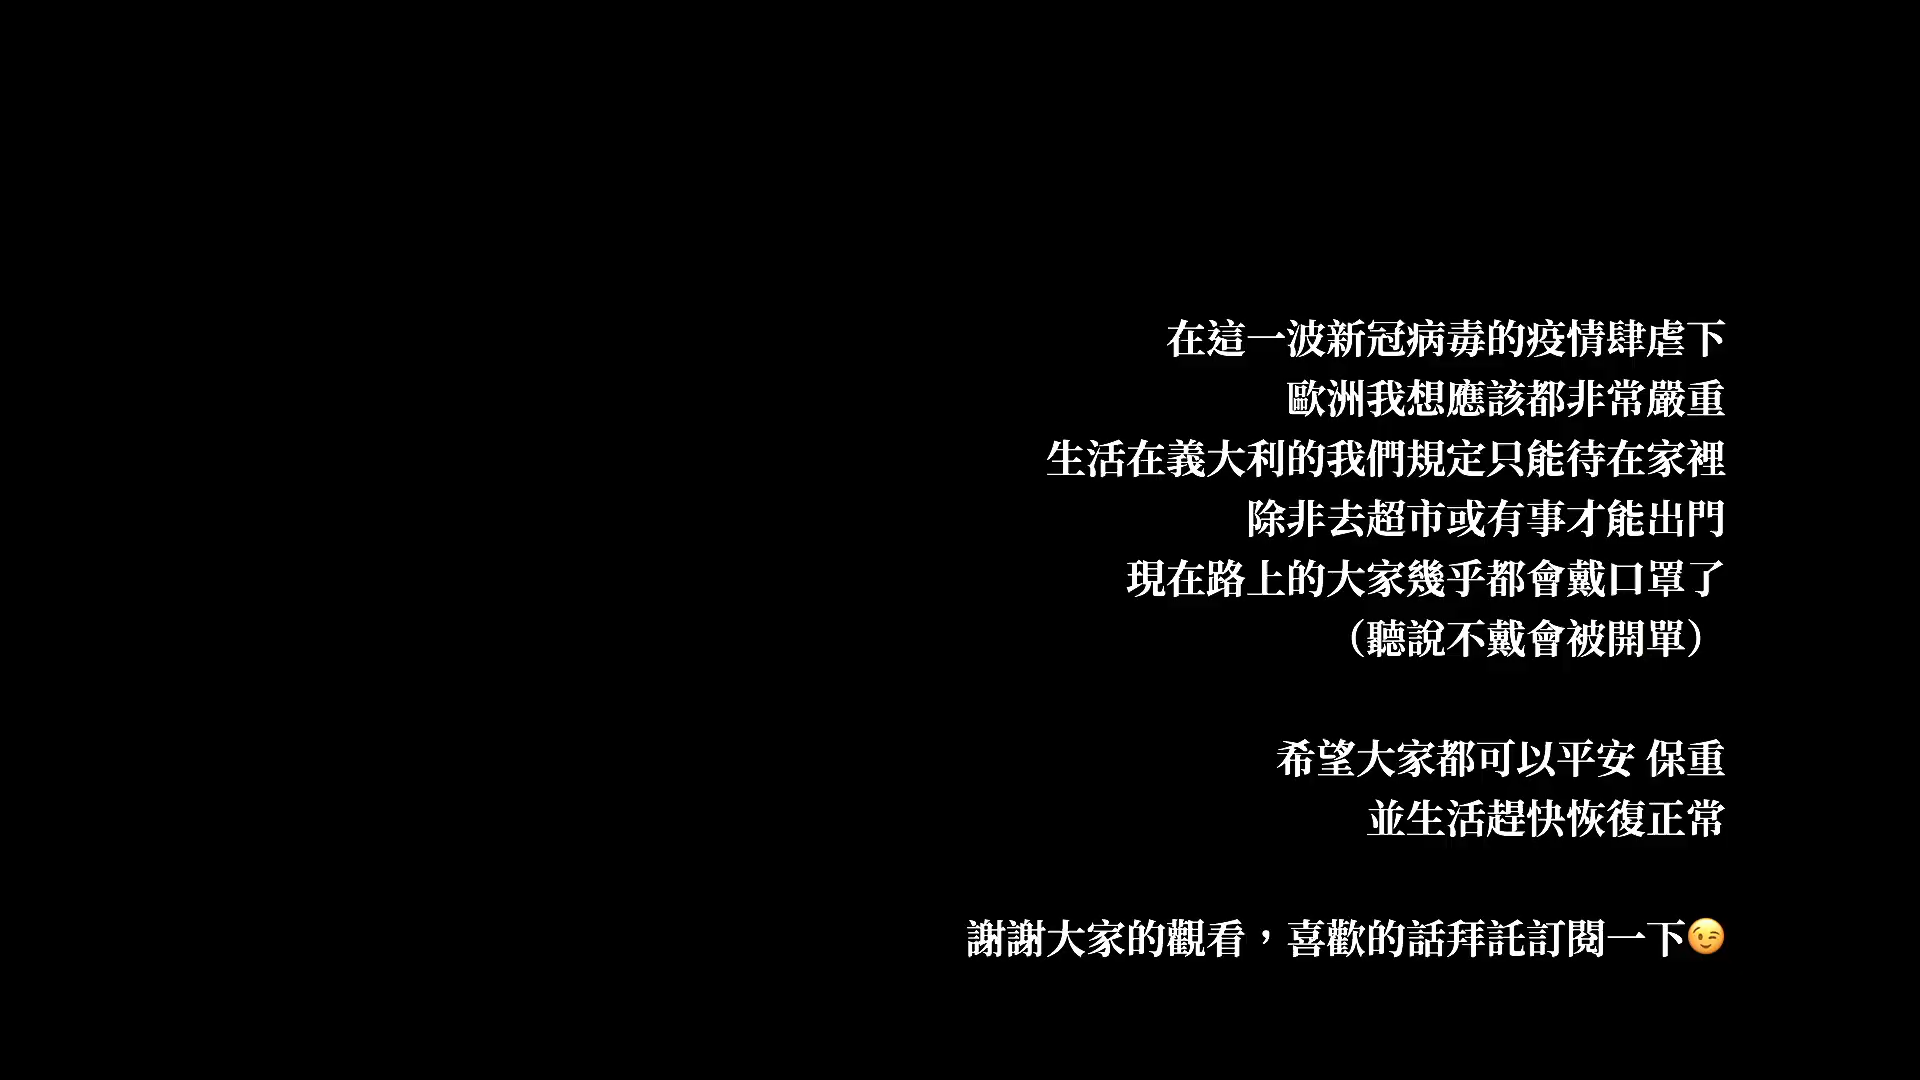 在這一波新冠病毒的疫情肆虐下
歐洲我想應該都非常嚴重
生活在義大利的我們規定只能待在家裡
除非去超市或有事才能出門
現在路上的大家幾乎都會戴口罩了
（聽說不戴會被開單）
希望大家都可以平安 保重
並生活趕快恢復正常
謝謝大家的觀看，喜歡的話拜託訂閱一下😉